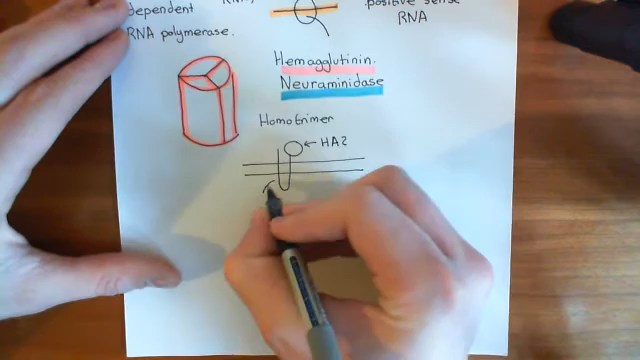 dependent
RNA polymerase.
positive sense
RNA
Hemagglutinin.
Neuraminidase
Homotrimer
← HA2